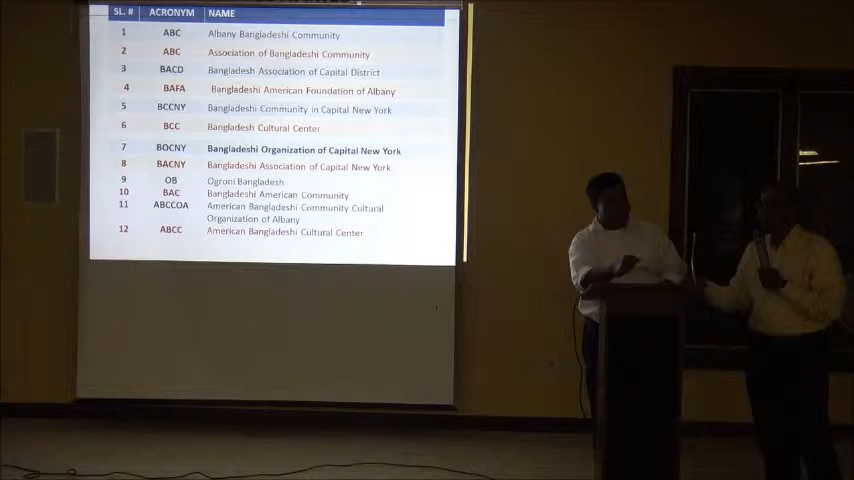 SL. # ACRONYM NAME
1 ABC Albany Bangladeshi Community
2 ABC Association of Bangladeshi Community
3 BACD Bangladesh Association of Capital District
4 BAFA Bangladeshi American Foundation of Albany
5 BCCNY Bangladeshi Community in Capital New York
6 BCC Bangladesh Cultural Center
7 BOCNY Bangladeshi Organization of Capital New York
8 BACNY Bangladeshi Association of Capital New York
9 OB Ogroni Bangladesh
10 BAC Bangladeshi American Community
11 ABCCOA American Bangladeshi Community Cultural
Organization of Albany
12 ABCC American Bangladeshi Cultural Center